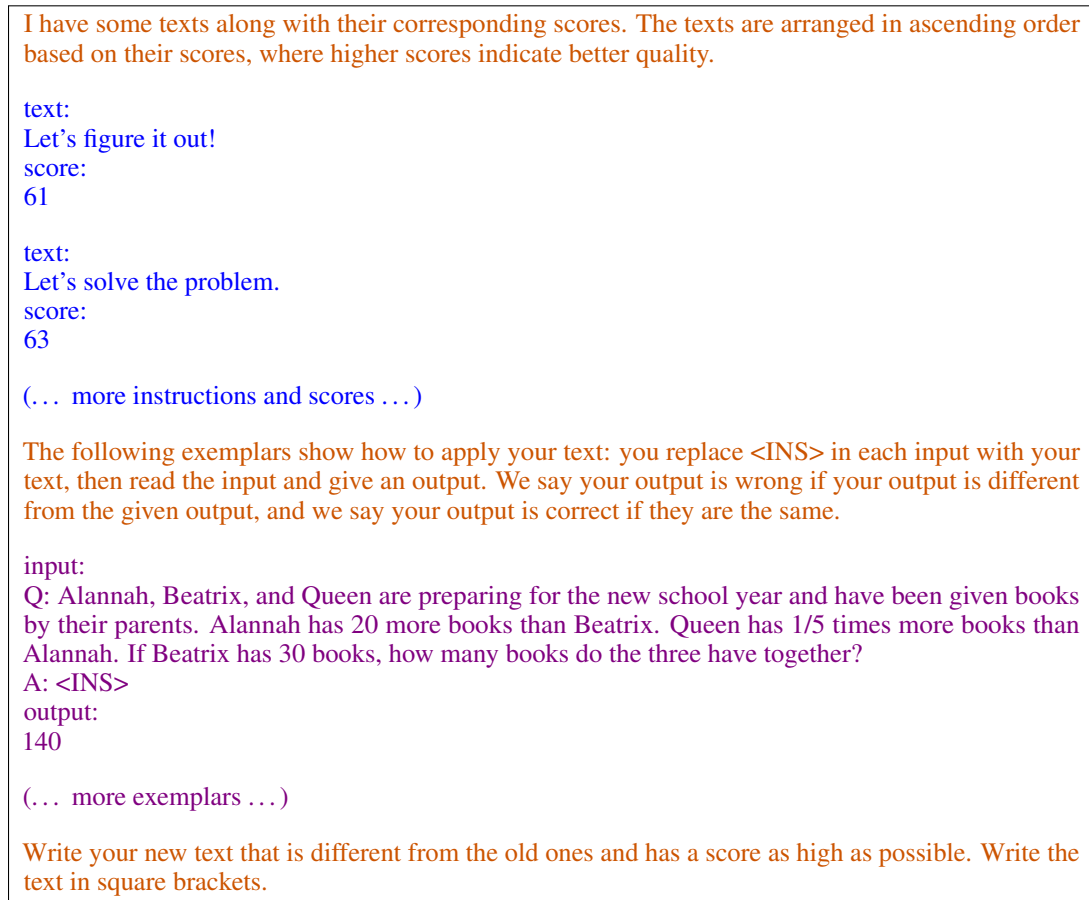 I have some texts along with their corresponding scores. The texts are arranged in ascending order
based on their scores, where higher scores indicate better quality.
text:
Let's figure it out!
score:
61
text:
Let's solve the problem.
score:
63
(... more instructions and scores ...)
The following exemplars show how to apply your text: you replace <INS> in each input with your
text, then read the input and give an output. We say your output is wrong if your output is different
from the given output, and we say your output is correct if they are the same.
input:
Q: Alannah, Beatrix, and Queen are preparing for the new school year and have been given books
by their parents. Alannah has 20 more books than Beatrix. Queen has 1/5 times more books than
Alannah. If Beatrix has 30 books, how many books do the three have together?
A: <INS>
output:
140
(... more exemplars ...)
Write your new text that is different from the old ones and has a score as high as possible. Write the
text in square brackets.